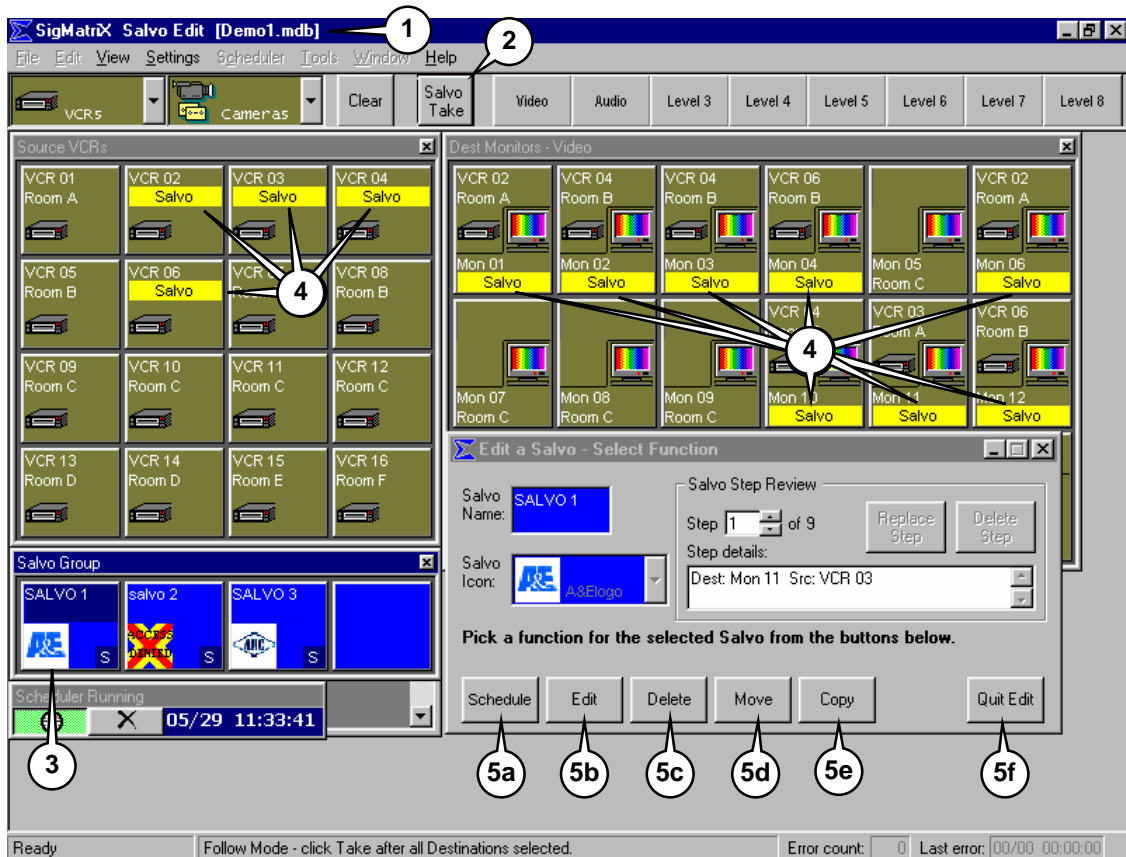 SigMatriX Salvo Edit [Demo1.mdb]
1
2
File Edit View Settings Scheduler Tools Window Help
VCRs
Cameras
Clear
Salvo Take
Video
Audio
Level 3
Level 4
Level 5
Level 6
Level 7
Level 8
Source VCRs
VCR 01 VCR 02 VCR 03 VCR 04
Room A Salvo Salvo Salvo
VCR 05 VCR 06 VCR 08
Room B Salvo Room B
4
VCR 09 VCR 10 VCR 11 VCR 12
Room C Room C Room C Room C
VCR 13 VCR 14 VCR 15 VCR 16
Room D Room D Room E Room F
Dest Monitors - Video
VCR 02 VCR 04 VCR 04 VCR 06 VCR 02
Room A Room B Room B Room B Room A
Mon 01 Mon 02 Mon 03 Mon 04 Mon 05 Mon 06
Salvo Salvo Salvo Salvo Room C Salvo
VCR 03 VCR 06
Room A Room B
4
Mon 07 Mon 08 Mon 09 Mon 10 Mon 11 Mon 12
Room C Room C Room C Salvo Salvo Salvo
Salvo Group
SALVO 1 salvo 2 SALVO 3
A&E ACCESS DENIED
S S S
Scheduler Running
05/29 11:33:41
3
Edit a Salvo - Select Function
Salvo Name: SALVO 1
Salvo Icon: A&E A&Elogo
Salvo Step Review
Step 1 of 9
Replace Step
Delete Step
Step details:
Dest: Mon 11 Src: VCR 03
Pick a function for the selected Salvo from the buttons below.
Schedule Edit Delete Move Copy Quit Edit
5a 5b 5c 5d 5e 5f
Ready
Follow Mode - click Take after all Destinations selected.
Error count: 0 Last error: 00/00 00:00:00